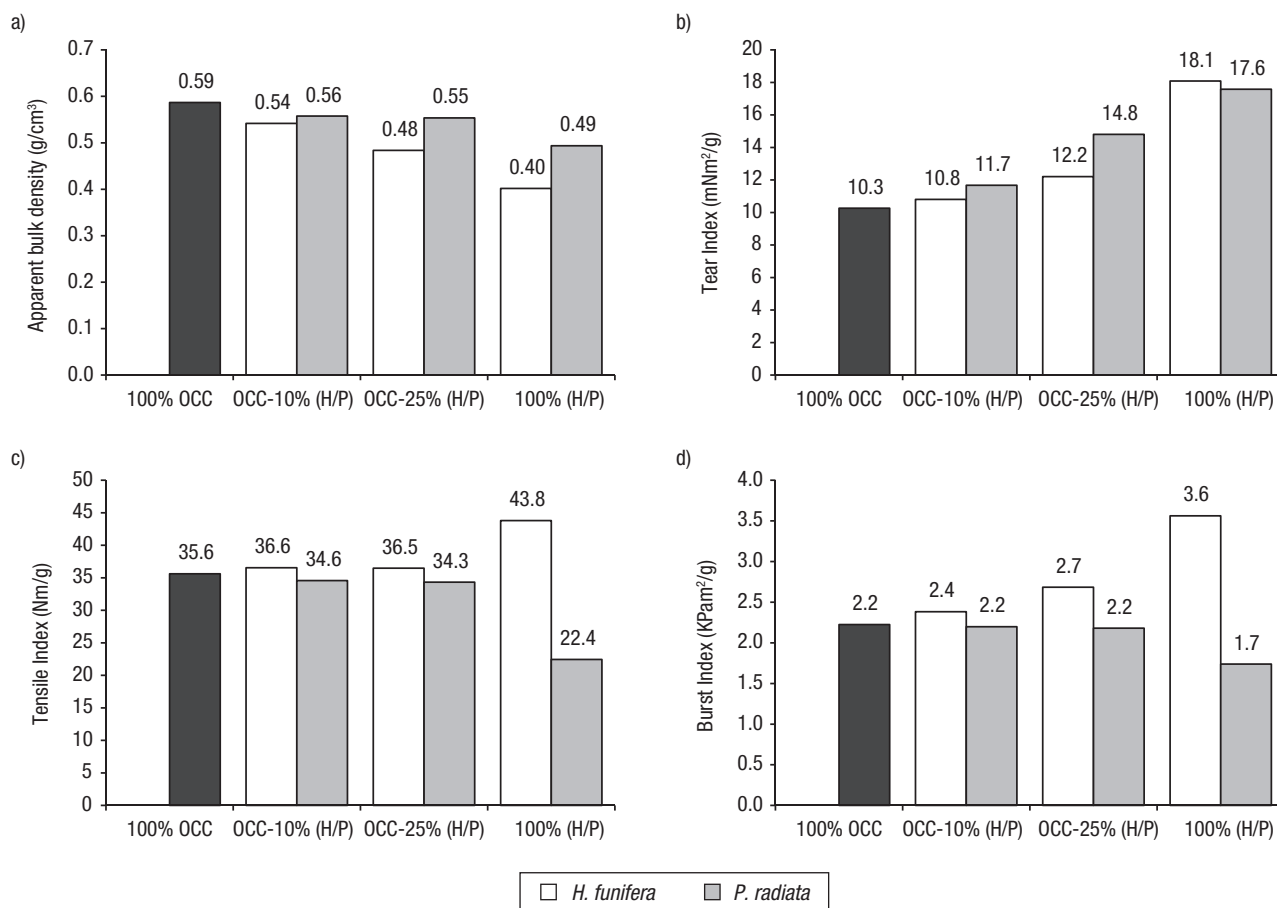 a)
Apparent bulk density (g/cm³)
0.7
0.6
0.5
0.4
0.3
0.2
0.1
0.0
0.59
0.54
0.56
0.48
0.55
0.40
0.49
100% OCC
OCC-10% (H/P)
OCC-25% (H/P)
100% (H/P)
b)
Tear Index (mNm²/g)
20
18
16
14
12
10
8
6
4
2
0
10.3
10.8
11.7
12.2
14.8
18.1
17.6
100% OCC
OCC-10% (H/P)
OCC-25% (H/P)
100% (H/P)
c)
Tensile Index (Nm/g)
50
45
40
35
30
25
20
15
10
5
0
35.6
36.6
34.6
36.5
34.3
43.8
22.4
100% OCC
OCC-10% (H/P)
OCC-25% (H/P)
100% (H/P)
d)
Burst Index (KPam²/g)
4.0
3.5
3.0
2.5
2.0
1.5
1.0
0.5
0.0
2.2
2.4
2.2
2.7
2.2
3.6
1.7
100% OCC
OCC-10% (H/P)
OCC-25% (H/P)
100% (H/P)
H. funifera
P. radiata